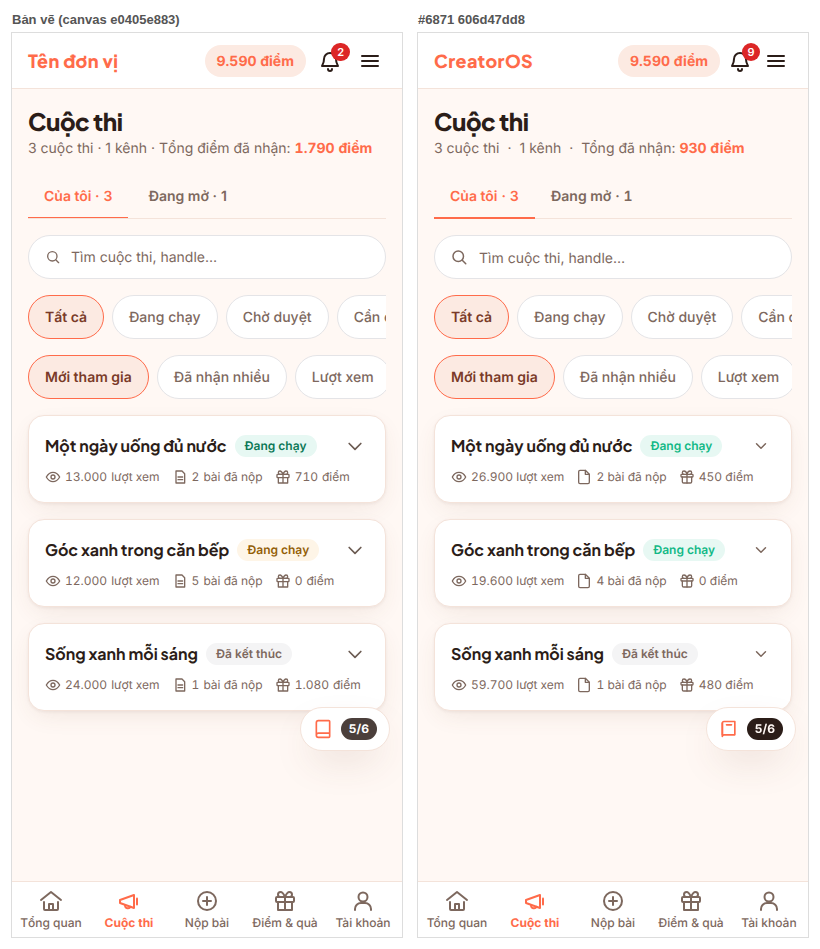 Bản vẽ (canvas e0405e883)
Tên đơn vị
9.590 điểm
2
Cuộc thi
3 cuộc thi · 1 kênh · Tổng điểm đã nhận: 1.790 điểm
Của tôi · 3
Đang mở · 1
Tìm cuộc thi, handle...
Tất cả
Đang chạy
Chờ duyệt
Cần
Mới tham gia
Đã nhận nhiều
Lượt xem
Một ngày uống đủ nước
Đang chạy
13.000 lượt xem
2 bài đã nộp
710 điểm
Góc xanh trong căn bếp
Đang chạy
12.000 lượt xem
5 bài đã nộp
0 điểm
Sống xanh mỗi sáng
Đã kết thúc
24.000 lượt xem
1 bài đã nộp
1.080 điểm
5/6
Tổng quan
Cuộc thi
Nộp bài
Điểm & quà
Tài khoản
#6871 606d47dd8
CreatorOS
9.590 điểm
9
Cuộc thi
3 cuộc thi · 1 kênh · Tổng đã nhận: 930 điểm
Của tôi · 3
Đang mở · 1
Tìm cuộc thi, handle...
Tất cả
Đang chạy
Chờ duyệt
Cần
Mới tham gia
Đã nhận nhiều
Lượt xem
Một ngày uống đủ nước
Đang chạy
26.900 lượt xem
2 bài đã nộp
450 điểm
Góc xanh trong căn bếp
Đang chạy
19.600 lượt xem
4 bài đã nộp
0 điểm
Sống xanh mỗi sáng
Đã kết thúc
59.700 lượt xem
1 bài đã nộp
480 điểm
5/6
Tổng quan
Cuộc thi
Nộp bài
Điểm & quà
Tài khoản